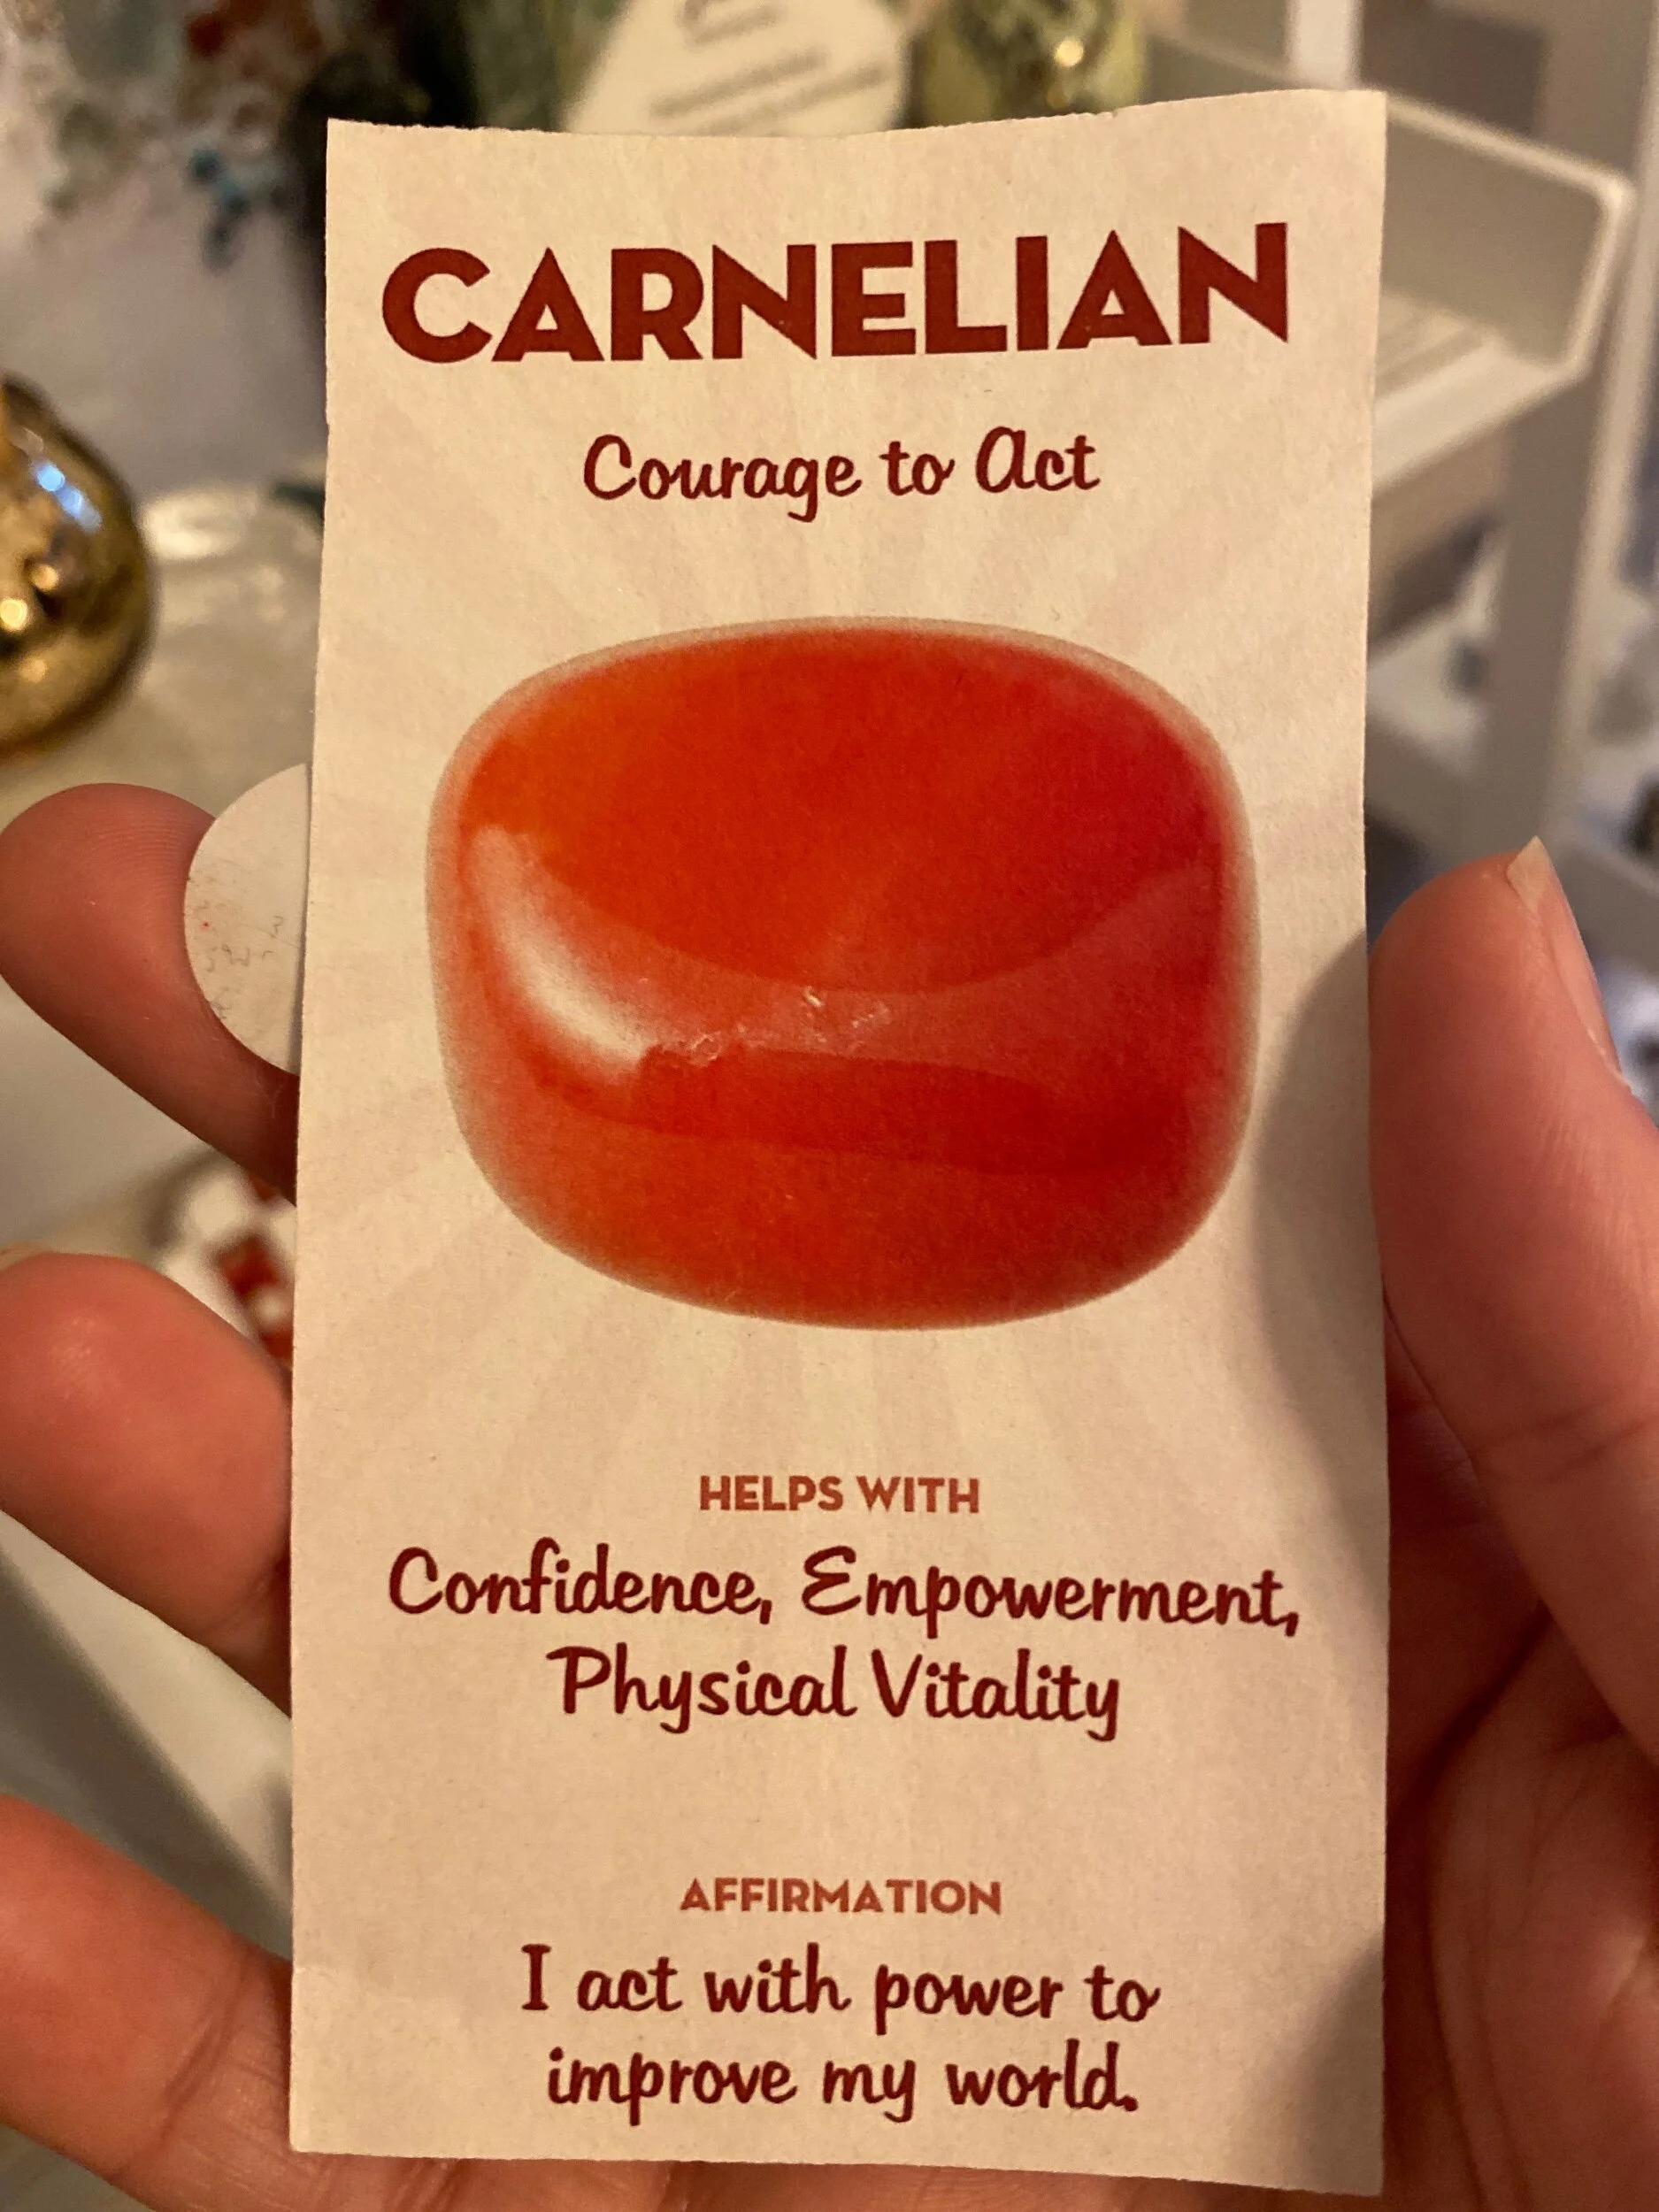 CARNELIAN
Courage to Act
HELPS WITH
Confidence, Empowerment,
Physical Vitality
AFFIRMATION
I act with power to
improve my world.